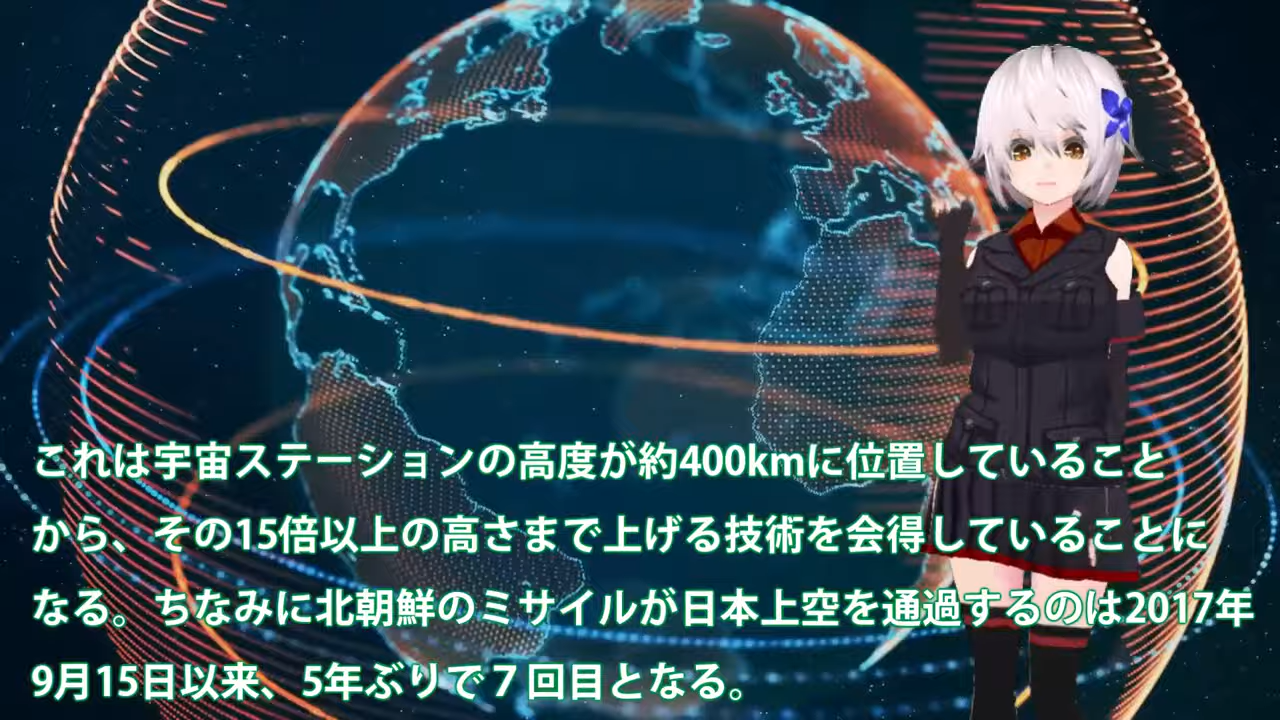 これは宇宙ステーションの高度が約400kmに位置していること
から、その15倍以上の高さまで上げる技術を会得していることに
なる。ちなみに北朝鮮のミサイルが日本上空を通過するのは2017年
9月15日以来、5年ぶりで７回目となる。